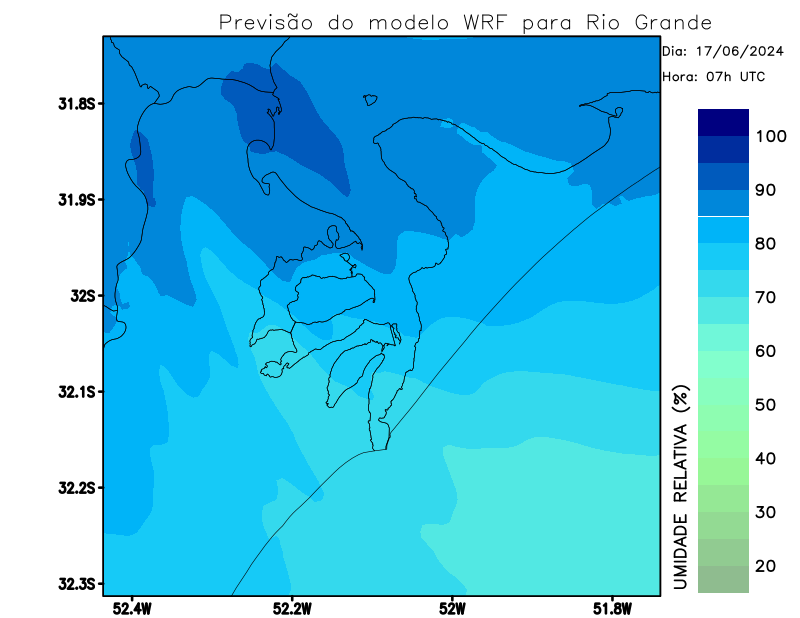 Previsão do modelo WRF para Rio Grande
Dia: 17/06/2024
Hora: 07h UTC
31.8S
31.9S
32S
32.1S
32.2S
32.3S
52.4W
52.2W
52W
51.8W
100
90
80
70
60
50
40
30
20
UMIDADE RELATIVA (%)